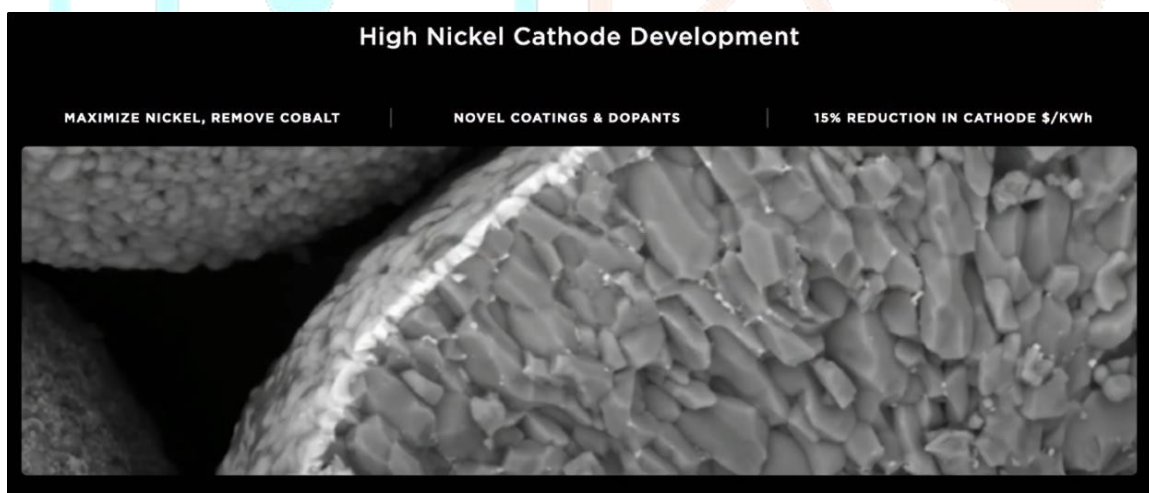 High Nickel Cathode Development
MAXIMIZE NICKEL, REMOVE COBALT
NOVEL COATINGS & DOPANTS
15% REDUCTION IN CATHODE $/KWh